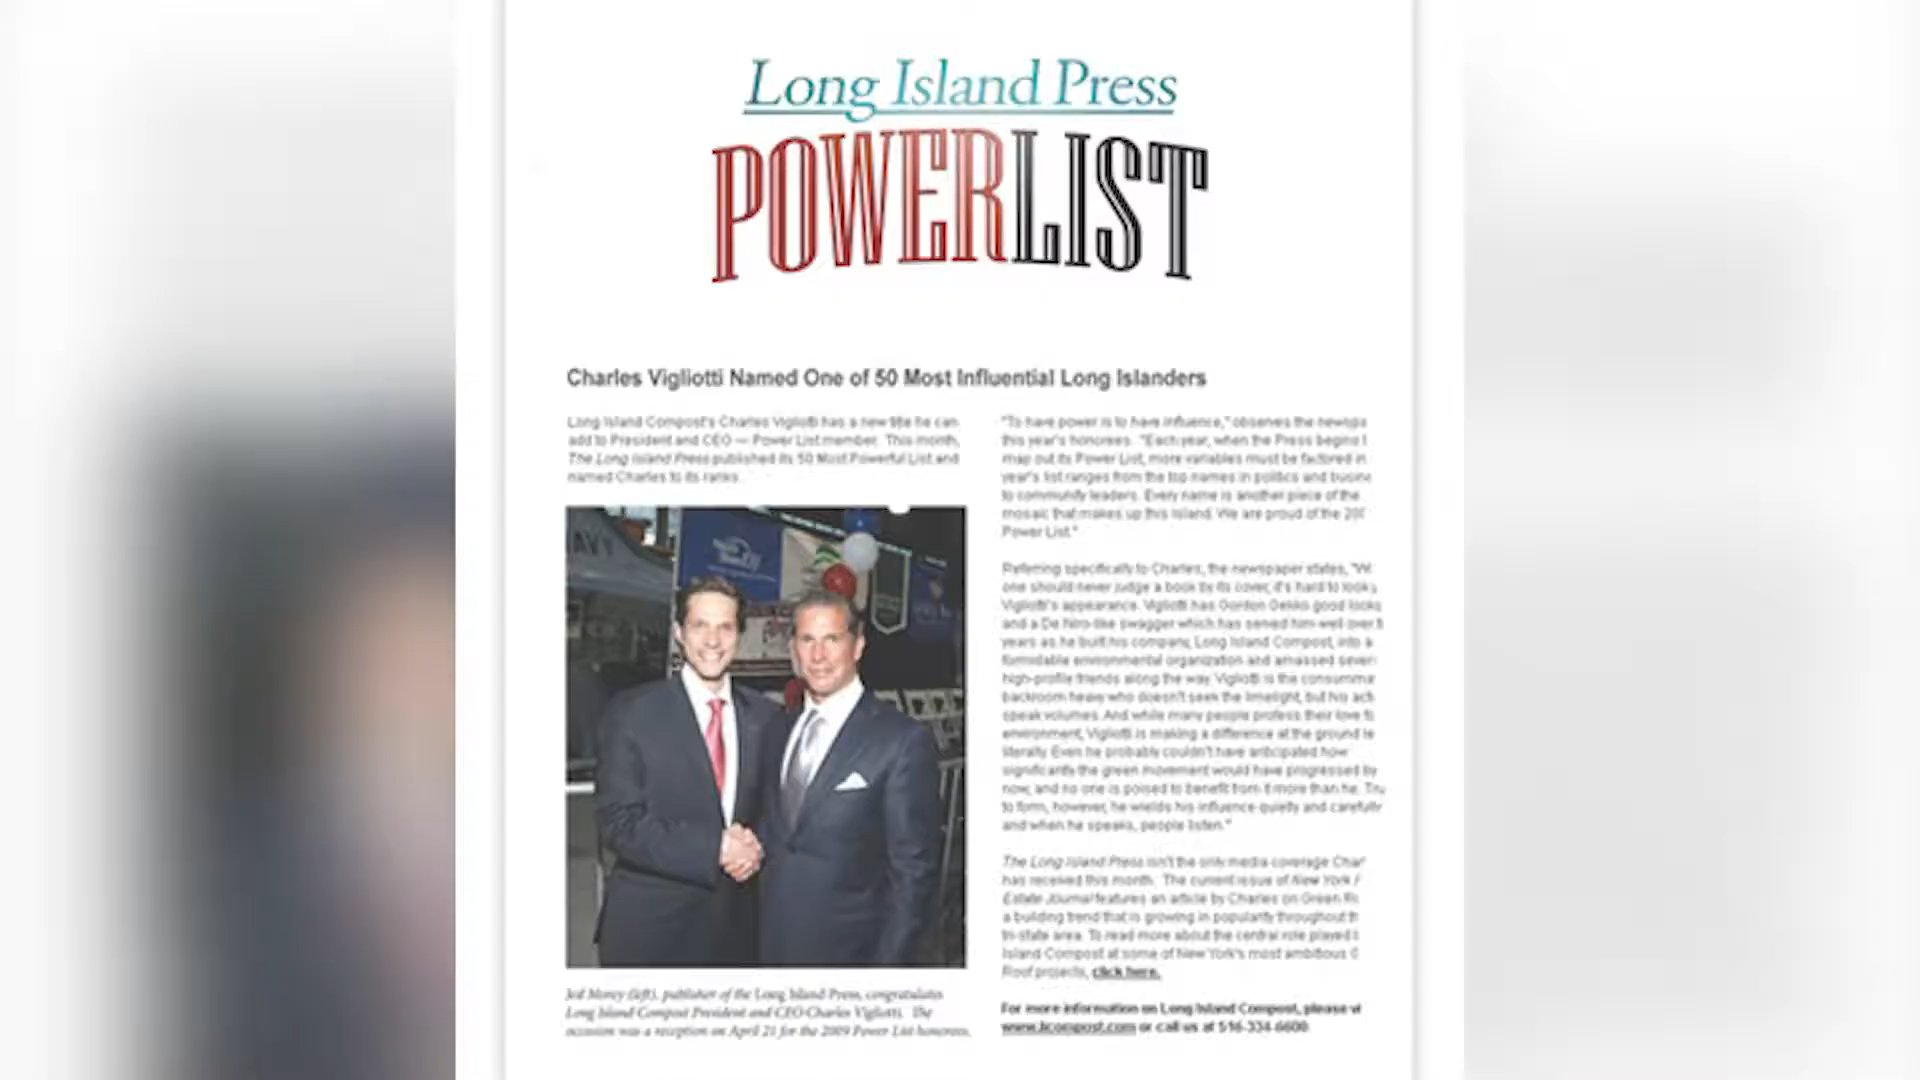 Long Island Press
POWERLIST
Charles Vigliotti Named One of 50 Most Influential Long Islanders
Long Island Compost's Charles Vigliotti has a new title he can
add to President and CEO — Power List member. This month,
The Long Island Press published its 50 Most Powerful List and
named Charles to its ranks.
NAVY
Jed Morey (left), publisher of the Long Island Press, congratulates
Long Island Compost President and CEO Charles Vigliotti. The
occasion was a reception on April 21 for the 2009 Power List honorees.
"To have power is to have influence," observes the newspa
this year's honorees. "Each year, when the Press begins t
map out its Power List, more variables must be factored in
year's list ranges from the top names in politics and busine
to community leaders. Every name is another piece of the
mosaic that makes up this Island. We are proud of the 200
Power List."
Referring specifically to Charles, the newspaper states, "W
one should never judge a book by its cover, it's hard to look
Vigliotti's appearance. Vigliotti has Gordon Gekko good looks
and a De Niro-like swagger which has served him well over
years as he built his company, Long Island Compost, into a
formidable environmental organization and amassed sever
high-profile friends along the way. Vigliotti is the consumma
backroom heavy who doesn't seek the limelight, but his acti
speak volumes. And while many people profess their love fo
environment, Vigliotti is making a difference at the ground le
literally. Even he probably couldn't have anticipated how
significantly the green movement would have progressed by
now, and no one is poised to benefit from it more than he. Tru
to form, however, he wields his influence quietly and carefully
and when he speaks, people listen."
The Long Island Press isn't the only media coverage Char
has received this month. The current issue of New York
Estate Journal features an article by Charles on Green Ro
a building trend that is growing in popularity throughout th
tri-state area. To read more about the central role played
Island Compost at some of New York's most ambitious G
Roof projects, click here.
For more information on Long Island Compost, please vi
www.licompost.com or call us at 516-334-6600.